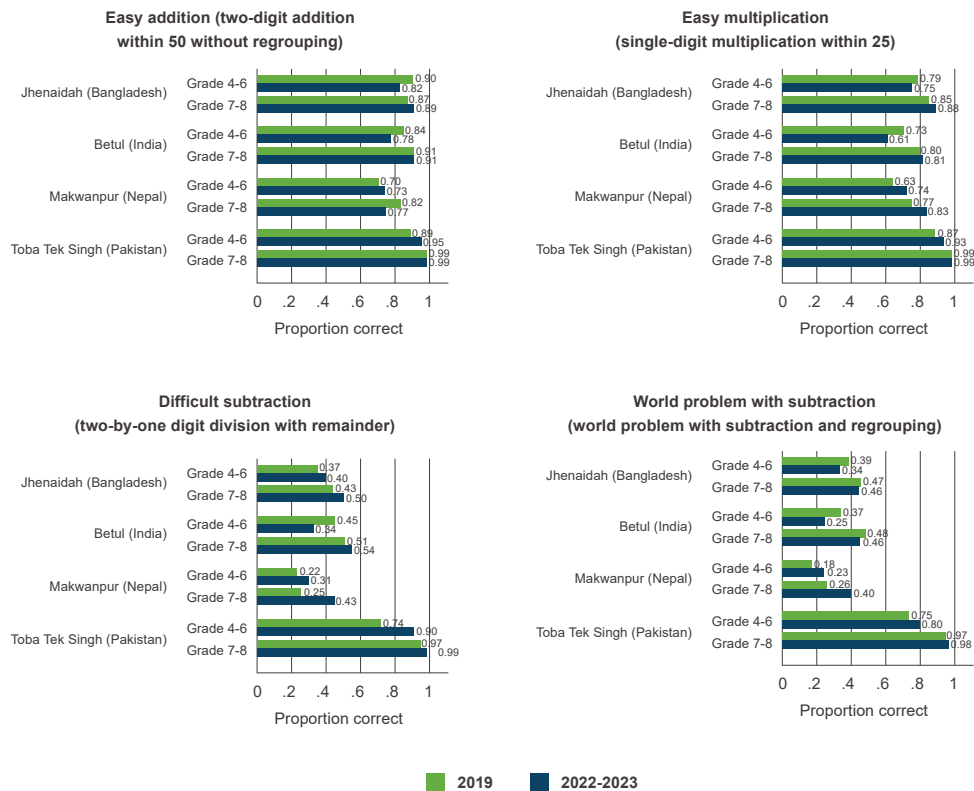 Easy addition (two-digit addition
within 50 without regrouping)
Jhenaidah (Bangladesh)
Grade 4-6
0.90
0.82
Grade 7-8
0.87
0.89
Betul (India)
Grade 4-6
0.84
0.78
Grade 7-8
0.91
0.91
Makwanpur (Nepal)
Grade 4-6
0.70
0.73
Grade 7-8
0.82
0.77
Toba Tek Singh (Pakistan)
Grade 4-6
0.89
0.95
Grade 7-8
0.99
0.99
0 .2 .4 .6 .8 1
Proportion correct
Easy multiplication
(single-digit multiplication within 25)
Jhenaidah (Bangladesh)
Grade 4-6
0.79
0.75
Grade 7-8
0.85
0.88
Betul (India)
Grade 4-6
0.73
0.61
Grade 7-8
0.80
0.81
Makwanpur (Nepal)
Grade 4-6
0.63
0.74
Grade 7-8
0.77
0.83
Toba Tek Singh (Pakistan)
Grade 4-6
0.87
0.93
Grade 7-8
0.99
0.99
0 .2 .4 .6 .8 1
Proportion correct
Difficult subtraction
(two-by-one digit division with remainder)
Jhenaidah (Bangladesh)
Grade 4-6
0.37
0.40
Grade 7-8
0.43
0.50
Betul (India)
Grade 4-6
0.45
0.34
Grade 7-8
0.51
0.54
Makwanpur (Nepal)
Grade 4-6
0.22
0.31
Grade 7-8
0.25
0.43
Toba Tek Singh (Pakistan)
Grade 4-6
0.74
0.90
Grade 7-8
0.97
0.99
0 .2 .4 .6 .8 1
Proportion correct
World problem with subtraction
(world problem with subtraction and regrouping)
Jhenaidah (Bangladesh)
Grade 4-6
0.39
0.34
Grade 7-8
0.47
0.46
Betul (India)
Grade 4-6
0.37
0.25
Grade 7-8
0.48
0.46
Makwanpur (Nepal)
Grade 4-6
0.18
0.23
Grade 7-8
0.26
0.40
Toba Tek Singh (Pakistan)
Grade 4-6
0.75
0.80
Grade 7-8
0.97
0.98
0 .2 .4 .6 .8 1
Proportion correct
2019
2022-2023